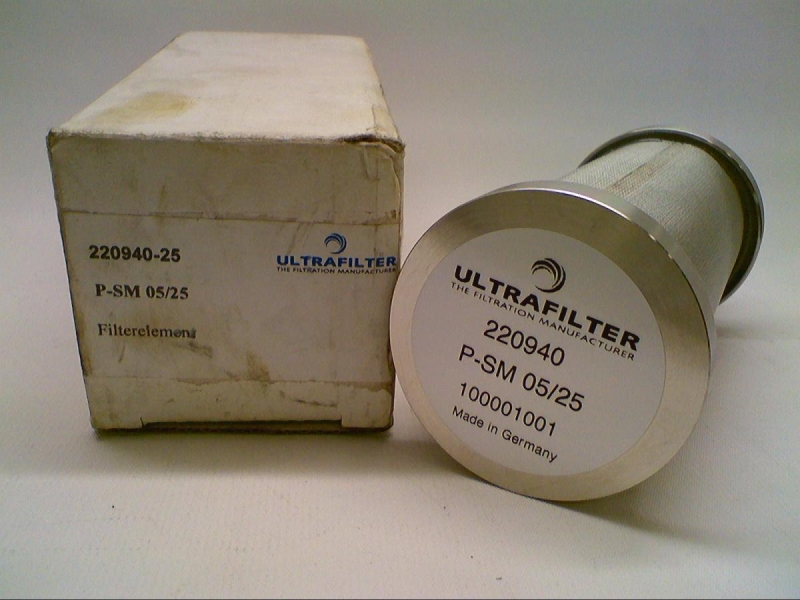 220940-25
ULTRAFILTER
THE FILTRATION MANUFACTURER
P-SM 05/25
Filterelement
ULTRAFILTER
THE FILTRATION MANUFACTURER
220940
P-SM 05/25
100001001
Made in Germany